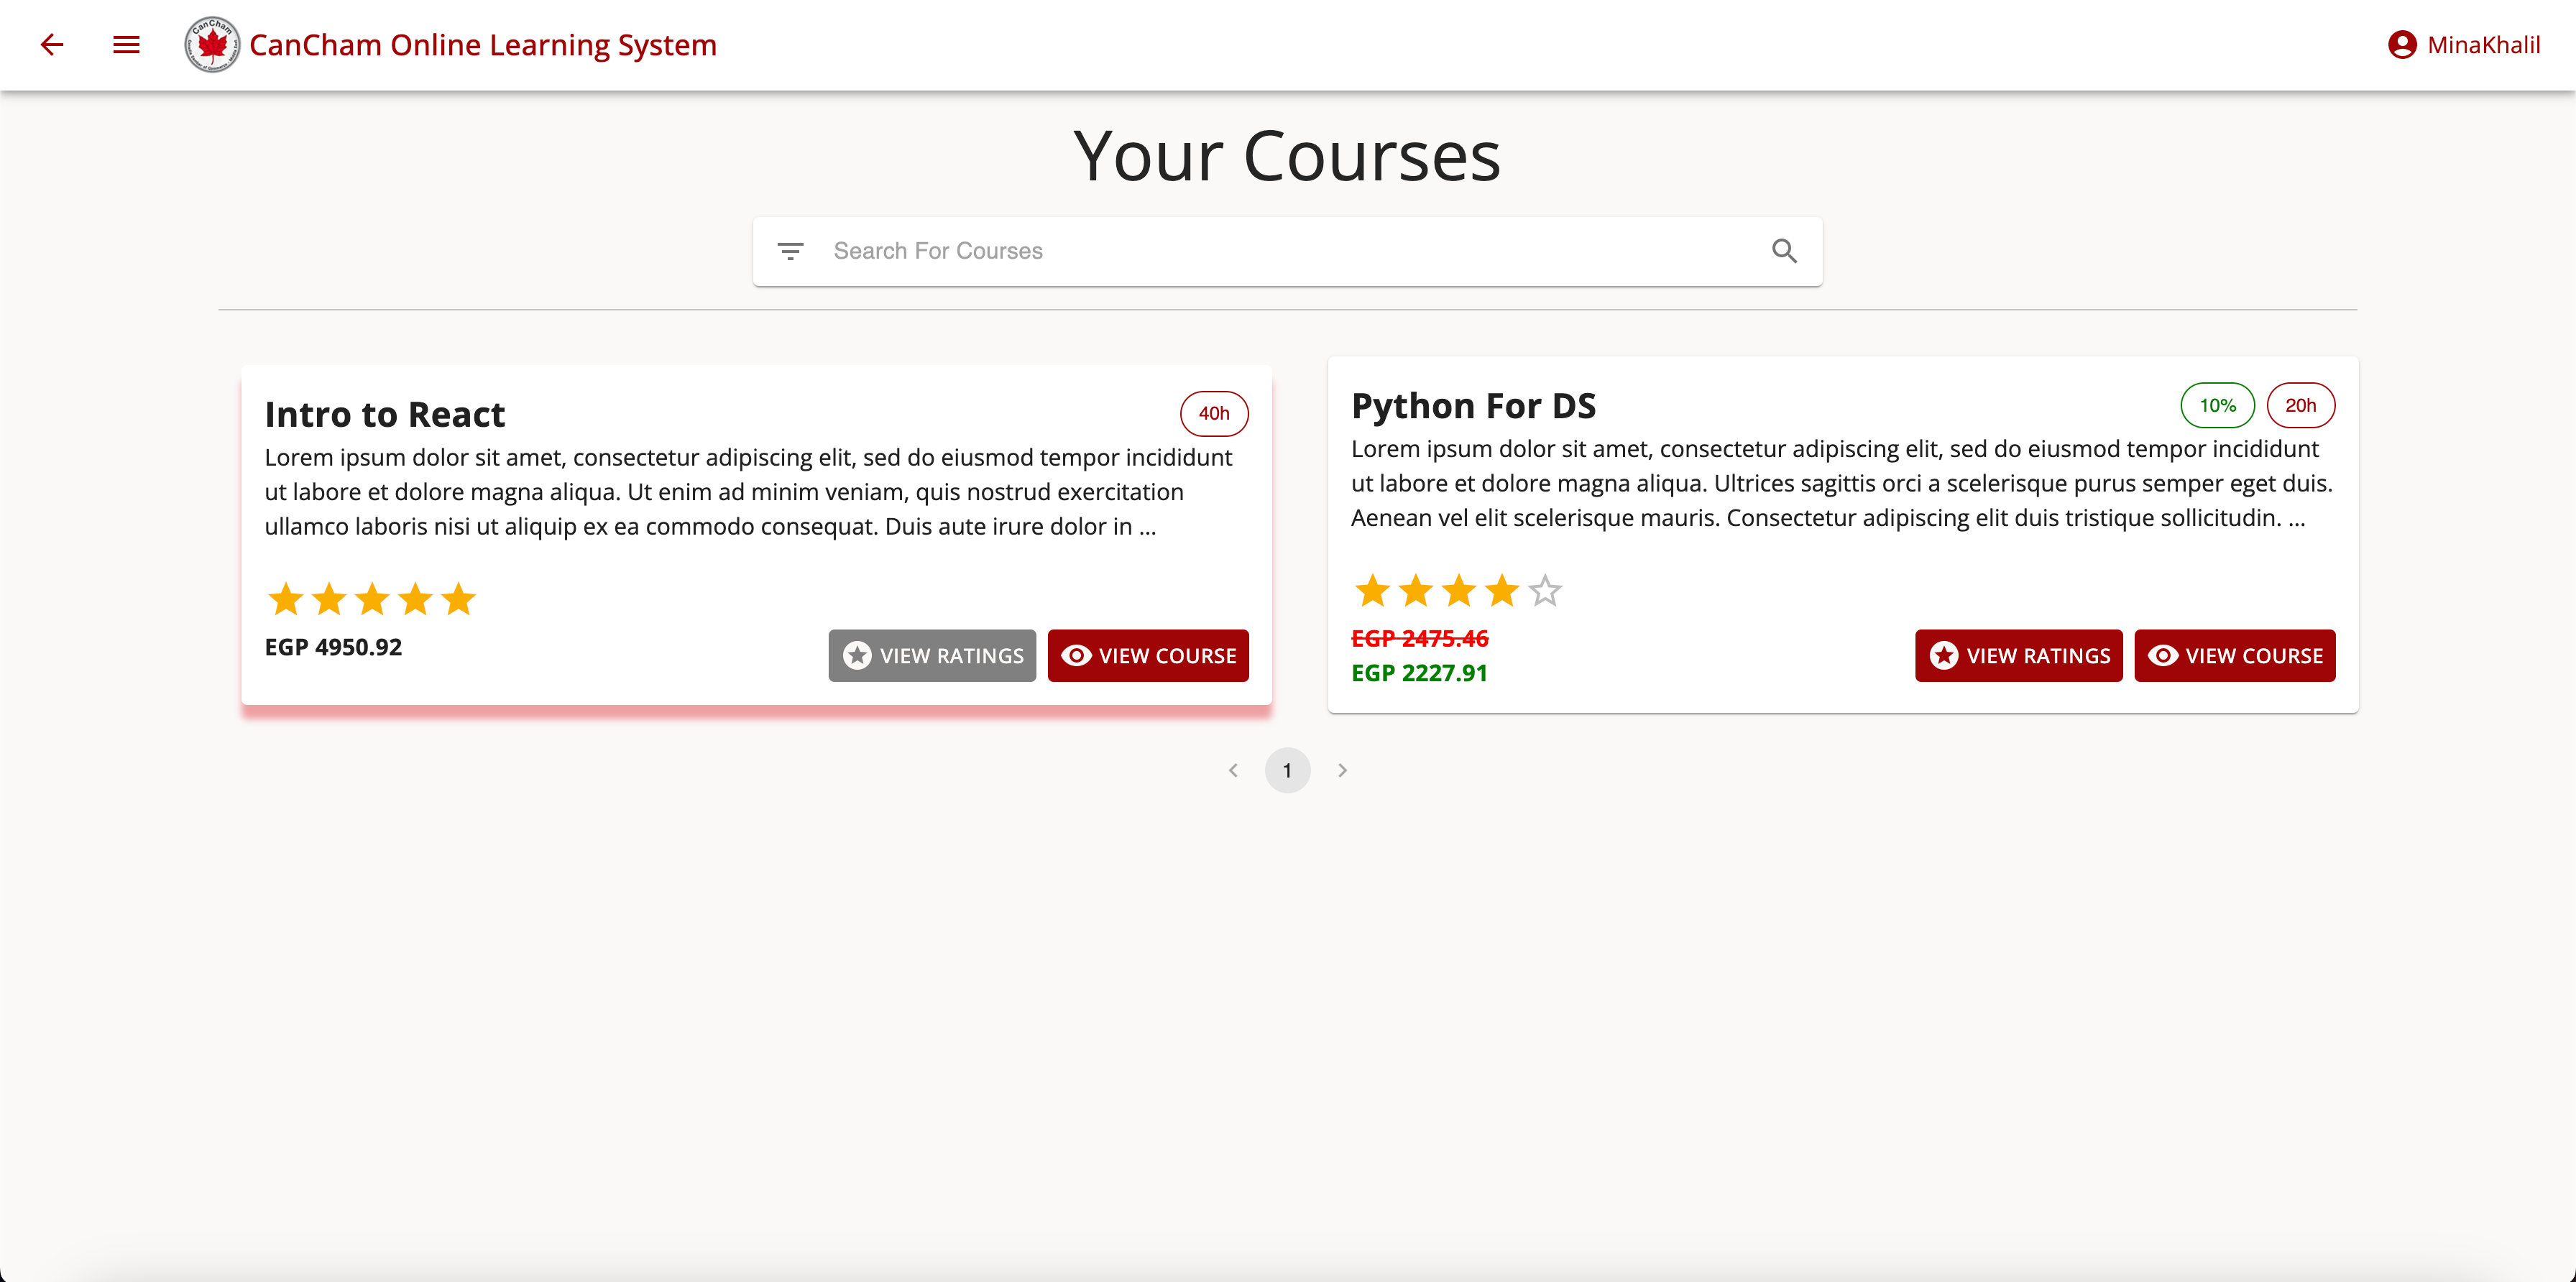 CanCham Online Learning System
MinaKhalil
Your Courses
Search For Courses
Intro to React
40h
Lorem ipsum dolor sit amet, consectetur adipiscing elit, sed do eiusmod tempor incididunt
ut labore et dolore magna aliqua. Ut enim ad minim veniam, quis nostrud exercitation
ullamco laboris nisi ut aliquip ex ea commodo consequat. Duis aute irure dolor in ...
EGP 4950.92
VIEW RATINGS
VIEW COURSE
Python For DS
10%
20h
Lorem ipsum dolor sit amet, consectetur adipiscing elit, sed do eiusmod tempor incididunt
ut labore et dolore magna aliqua. Ultrices sagittis orci a scelerisque purus semper eget duis.
Aenean vel elit scelerisque mauris. Consectetur adipiscing elit duis tristique sollicitudin. ...
EGP 2475.46
EGP 2227.91
VIEW RATINGS
VIEW COURSE
1